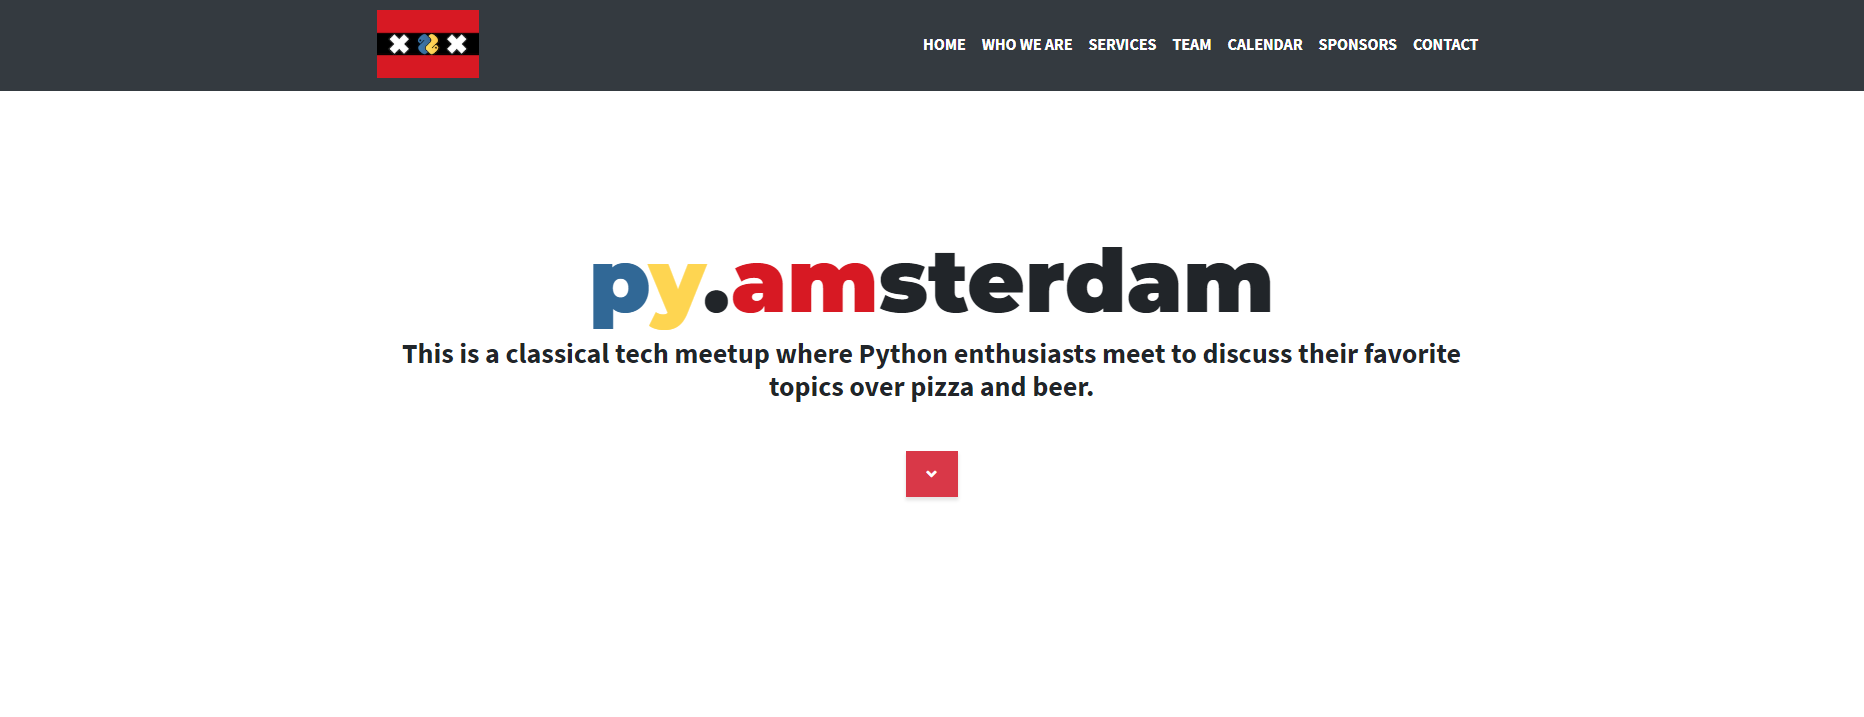 HOME WHO WE ARE SERVICES TEAM CALENDAR SPONSORS CONTACT
py.amsterdam
This is a classical tech meetup where Python enthusiasts meet to discuss their favorite
topics over pizza and beer.